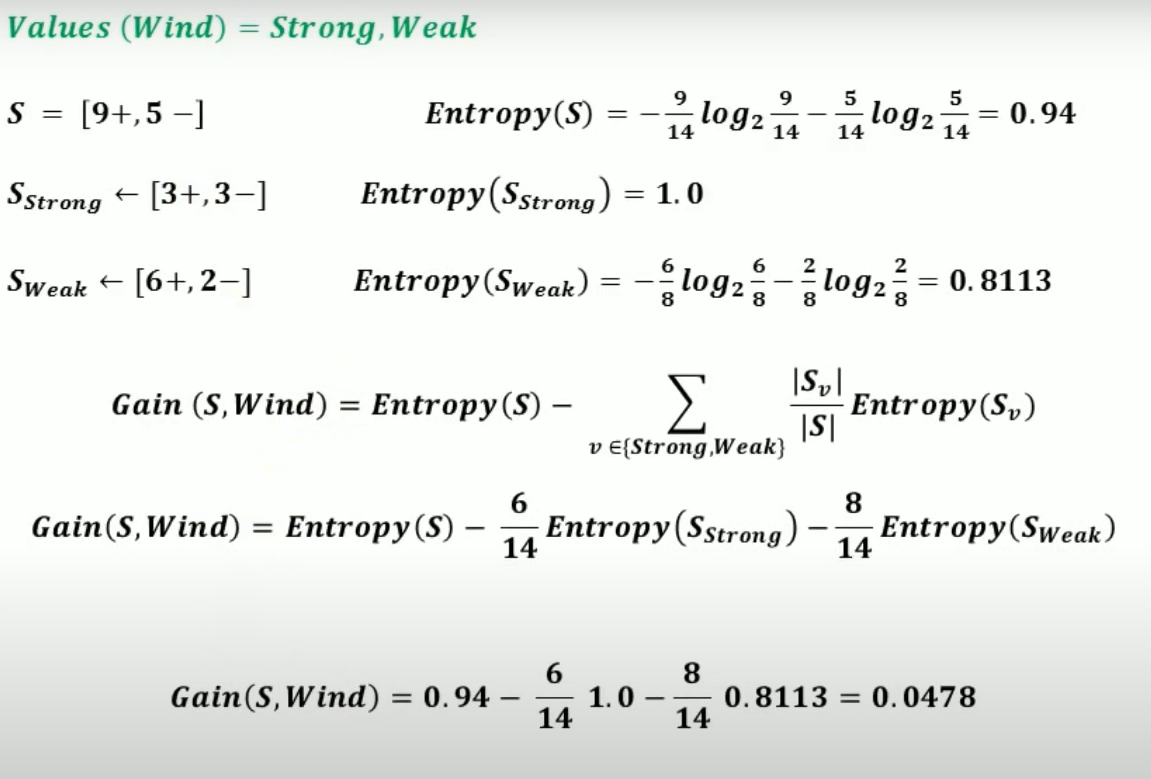 Values (Wind) = Strong, Weak
S = [9+, 5 −] Entropy(S) = −9/14 log₂ 9/14 − 5/14 log₂ 5/14 = 0.94
S_Strong ← [3+, 3−] Entropy(S_Strong) = 1.0
S_Weak ← [6+, 2−] Entropy(S_Weak) = −6/8 log₂ 6/8 − 2/8 log₂ 2/8 = 0.8113
Gain (S, Wind) = Entropy(S) − ∑_{v ∈{Strong,Weak}} |S_v|/|S| Entropy(S_v)
Gain(S, Wind) = Entropy(S) − 6/14 Entropy(S_Strong) − 8/14 Entropy(S_Weak)
Gain(S, Wind) = 0.94 − 6/14 1.0 − 8/14 0.8113 = 0.0478